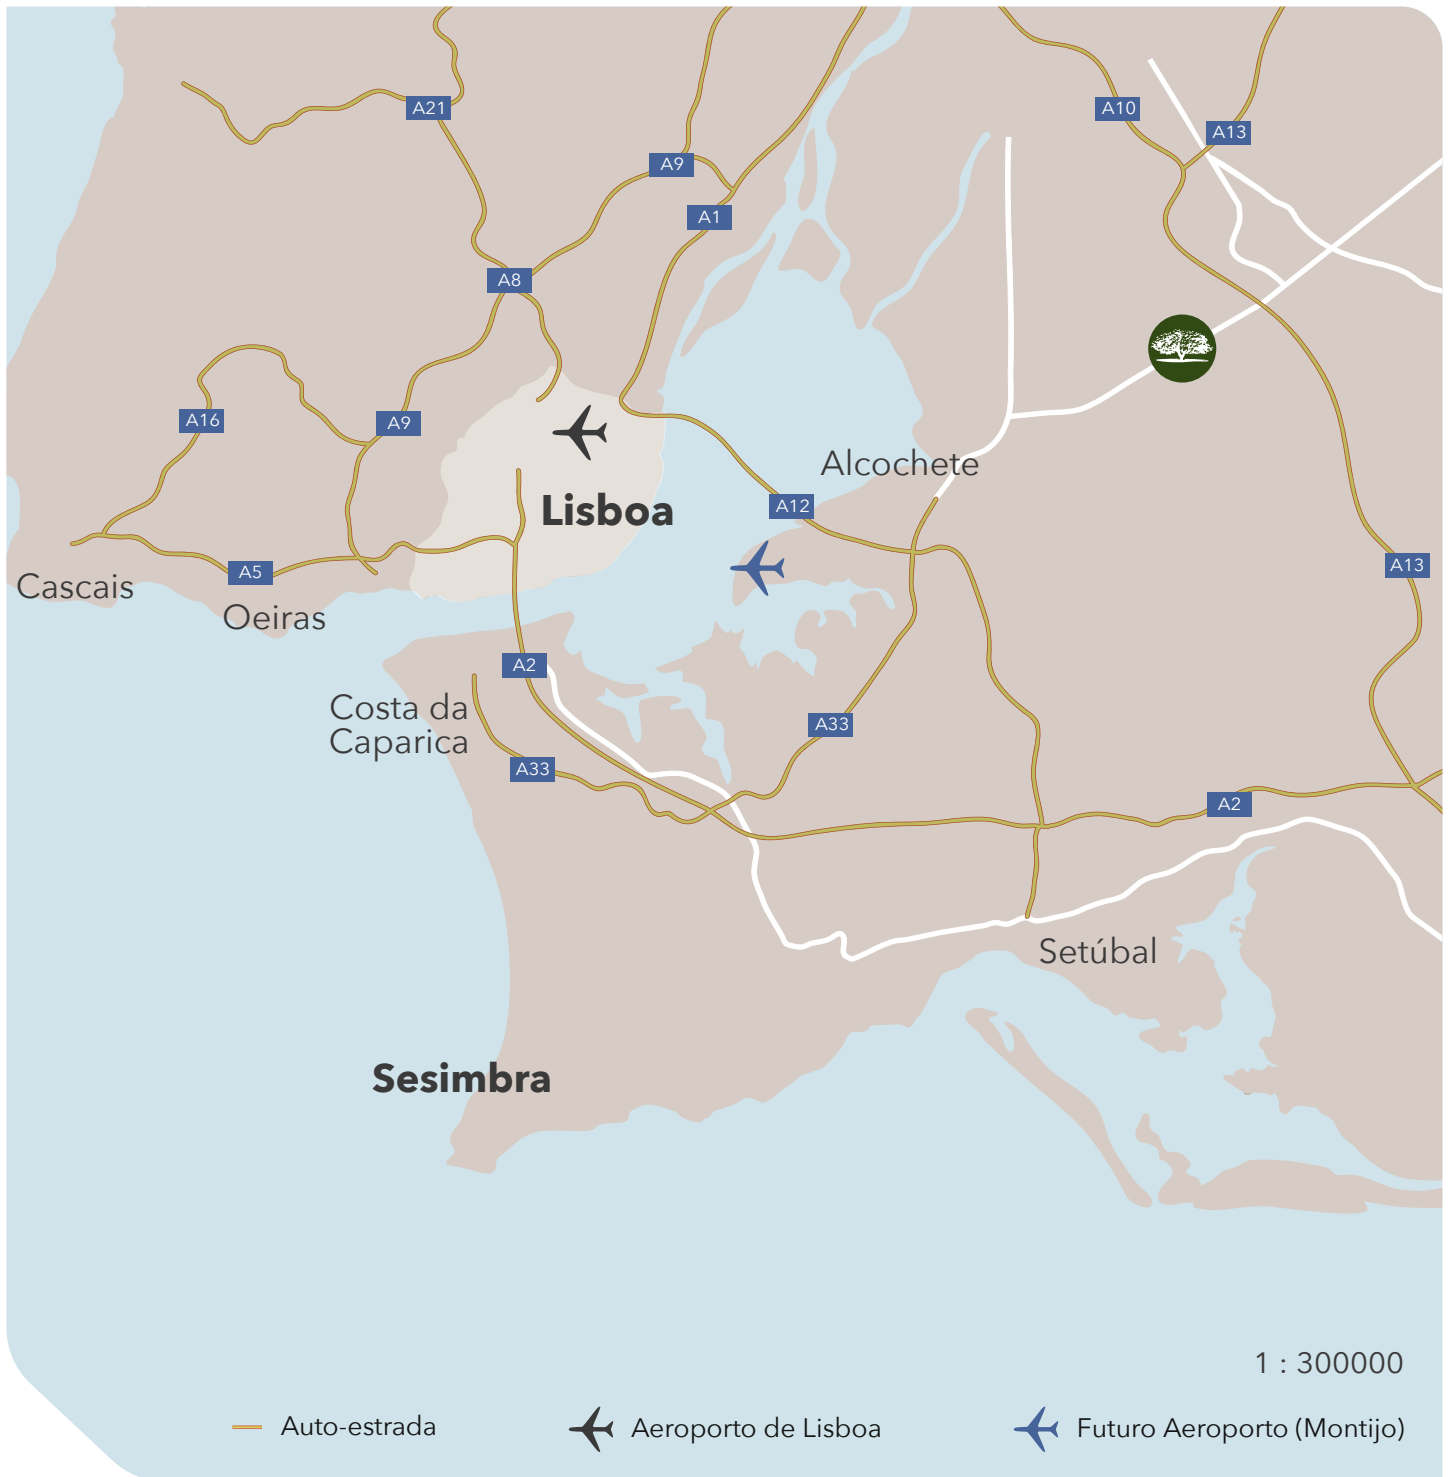 A21
A10
A13
A9
A1
A8
A16
A9
Alcochete
A12
Lisboa
A13
A5
Cascais
Oeiras
A2
Costa da
Caparica
A33
A33
A2
Setúbal
Sesimbra
1 : 300000
Auto-estrada
Aeroporto de Lisboa
Futuro Aeroporto (Montijo)